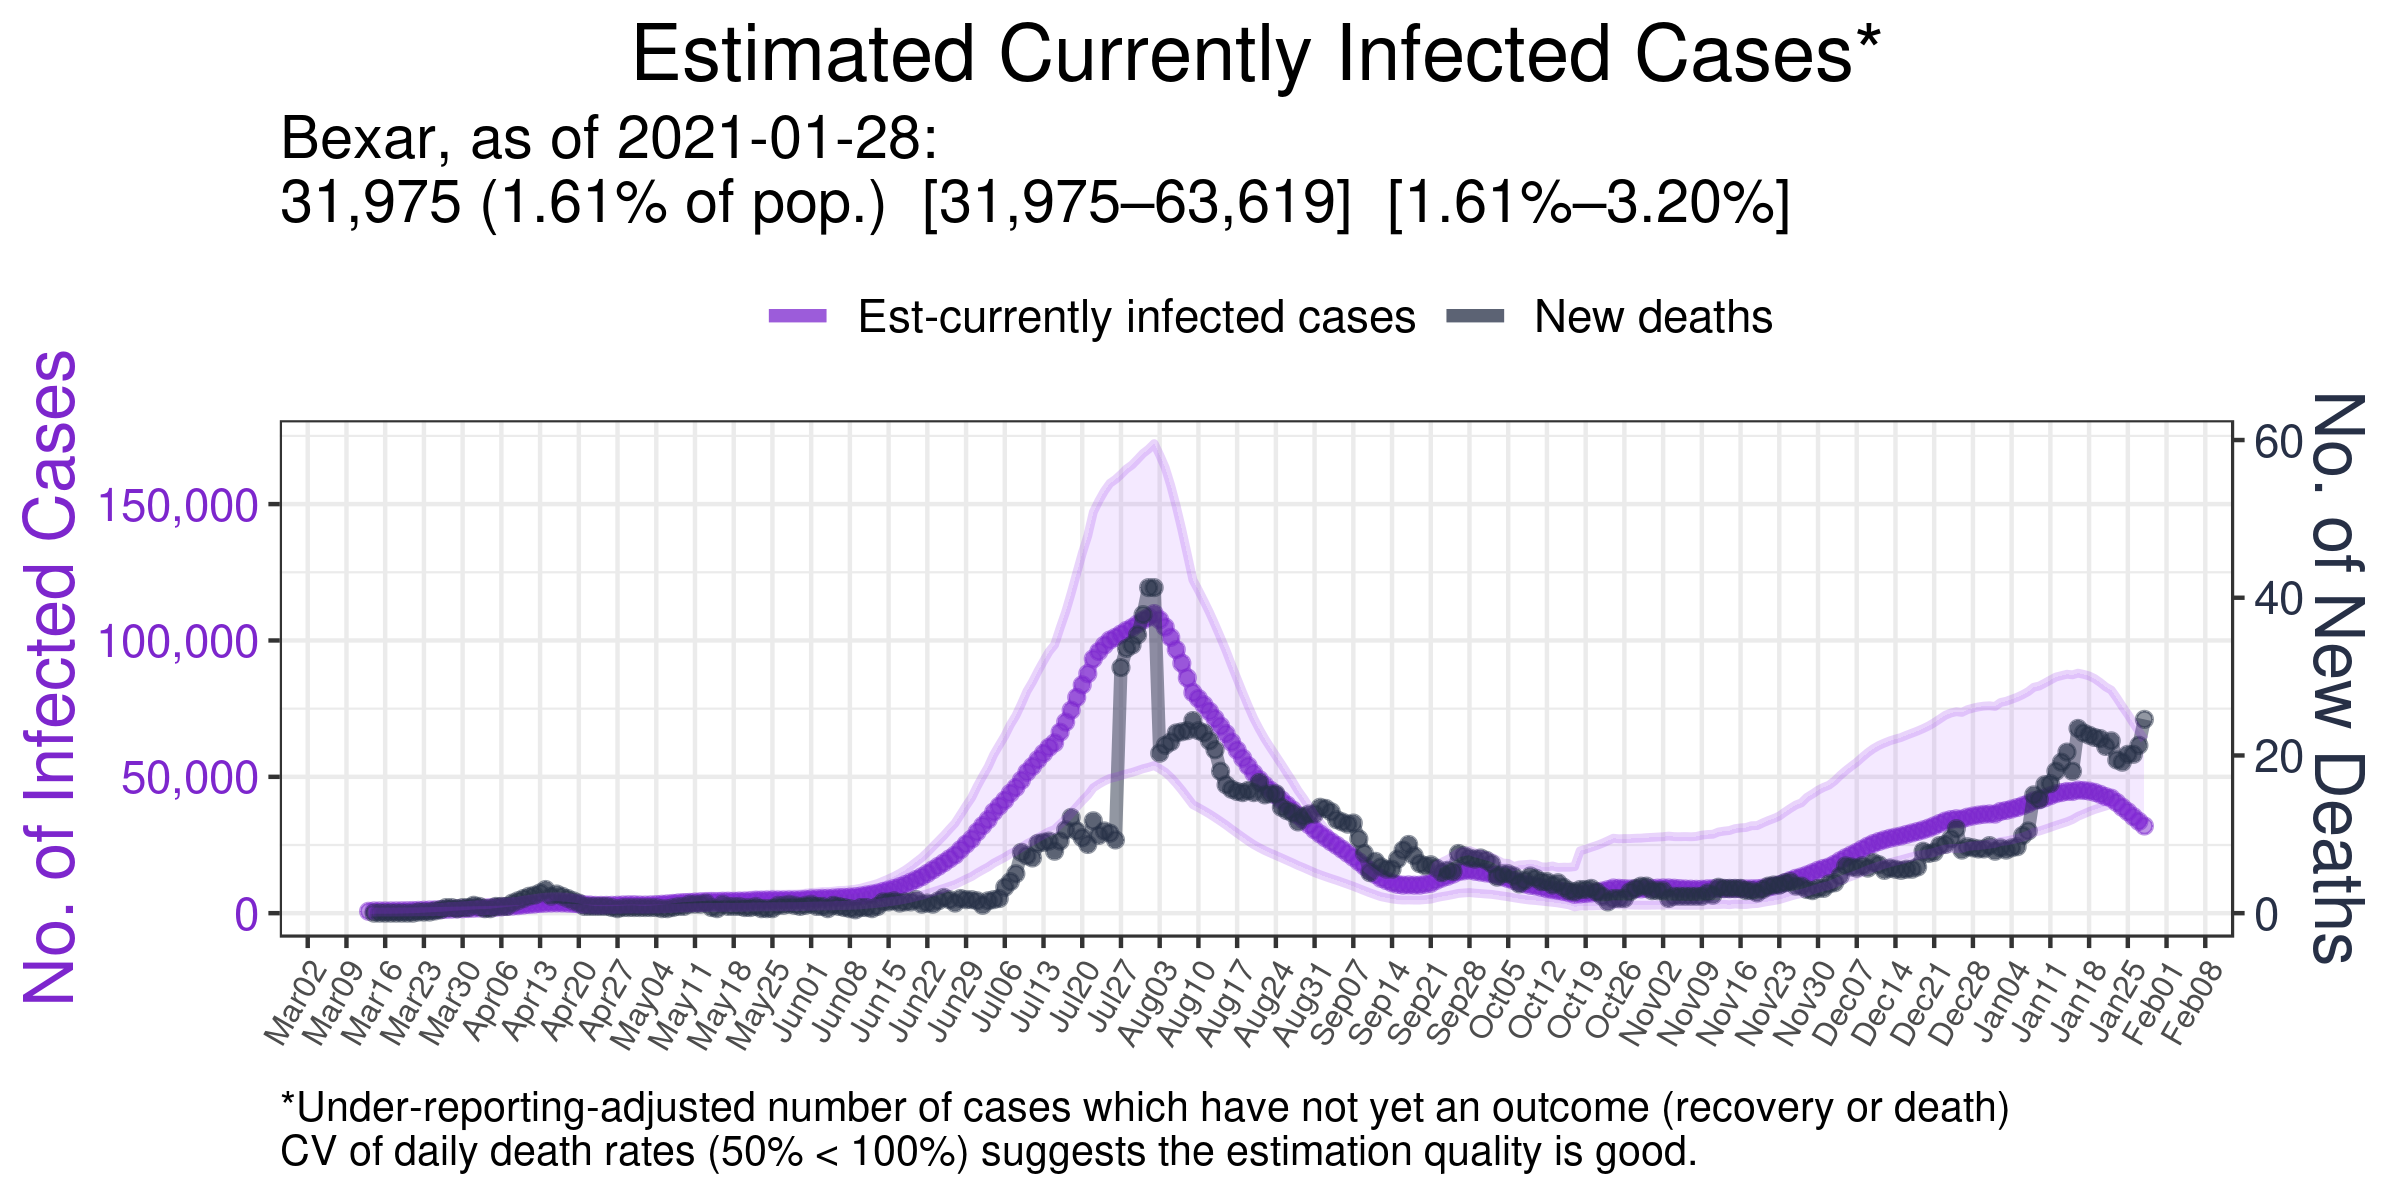 Estimated Currently Infected Cases*
Bexar, as of 2021-01-28:
31,975 (1.61% of pop.)  [31,975–63,619]  [1.61%–3.20%]
Est-currently infected cases
New deaths
No. of Infected Cases
150,000
100,000
50,000
0
60
40
20
0
No. of New Deaths
Mar02
Mar09
Mar16
Mar23
Mar30
Apr06
Apr13
Apr20
Apr27
May04
May11
May18
May25
Jun01
Jun08
Jun15
Jun22
Jun29
Jul06
Jul13
Jul20
Jul27
Aug03
Aug10
Aug17
Aug24
Aug31
Sep07
Sep14
Sep21
Sep28
Oct05
Oct12
Oct19
Oct26
Nov02
Nov09
Nov16
Nov23
Nov30
Dec07
Dec14
Dec21
Dec28
Jan04
Jan11
Jan18
Jan25
Feb01
Feb08
*Under-reporting-adjusted number of cases which have not yet an outcome (recovery or death)
CV of daily death rates (50% < 100%) suggests the estimation quality is good.